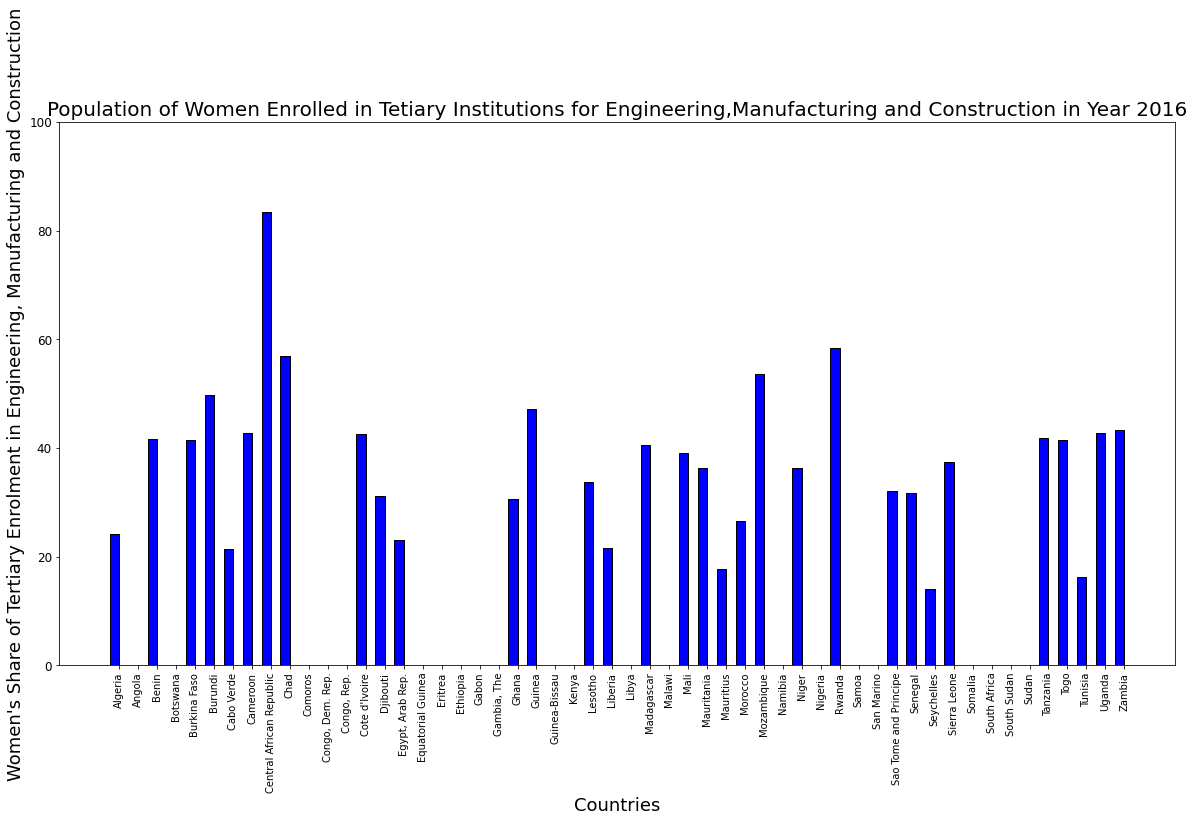 Population of Women Enrolled in Tetiary Institutions for Engineering,Manufacturing and Construction in Year 2016
Women's Share of Tertiary Enrolment in Engineering, Manufacturing and Construction
100
80
60
40
20
0
Algeria
Angola
Benin
Botswana
Burkina Faso
Burundi
Cabo Verde
Cameroon
Central African Republic
Chad
Comoros
Congo, Dem. Rep.
Congo, Rep.
Cote d'Ivoire
Djibouti
Egypt, Arab Rep.
Equatorial Guinea
Eritrea
Ethiopia
Gabon
Gambia, The
Ghana
Guinea
Guinea-Bissau
Kenya
Lesotho
Liberia
Libya
Madagascar
Malawi
Mali
Mauritania
Mauritius
Morocco
Mozambique
Namibia
Niger
Nigeria
Rwanda
Samoa
San Marino
Sao Tome and Principe
Senegal
Seychelles
Sierra Leone
Somalia
South Africa
South Sudan
Sudan
Tanzania
Togo
Tunisia
Uganda
Zambia
Countries